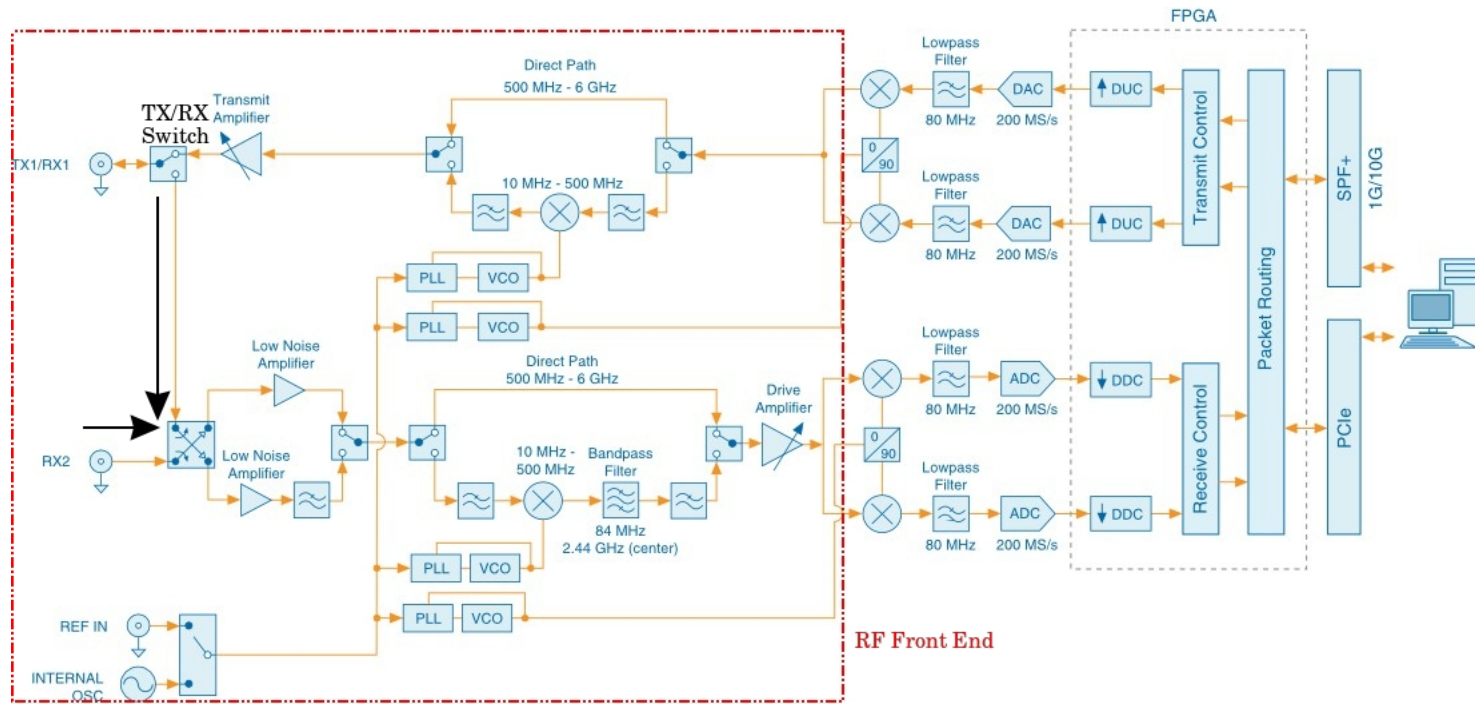 FPGA
Lowpass
Filter
DAC
DUC
80 MHz
200 MS/s
Direct Path
500 MHz - 6 GHz
TX/RX
Switch
Transmit
Amplifier
TX1/RX1
0
90
10 MHz - 500 MHz
Lowpass
Filter
DAC
DUC
80 MHz
200 MS/s
Transmit Control
Packet Routing
SPF+
1G/10G
PLL
VCO
PLL
VCO
Low Noise
Amplifier
Direct Path
500 MHz - 6 GHz
Drive
Amplifier
Lowpass
Filter
ADC
DDC
80 MHz
200 MS/s
0
90
RX2
Low Noise
Amplifier
10 MHz -
500 MHz
Bandpass
Filter
84 MHz
2.44 GHz (center)
Lowpass
Filter
ADC
DDC
80 MHz
200 MS/s
Receive Control
PCIe
PLL
VCO
PLL
VCO
REF IN
INTERNAL
OSC
RF Front End